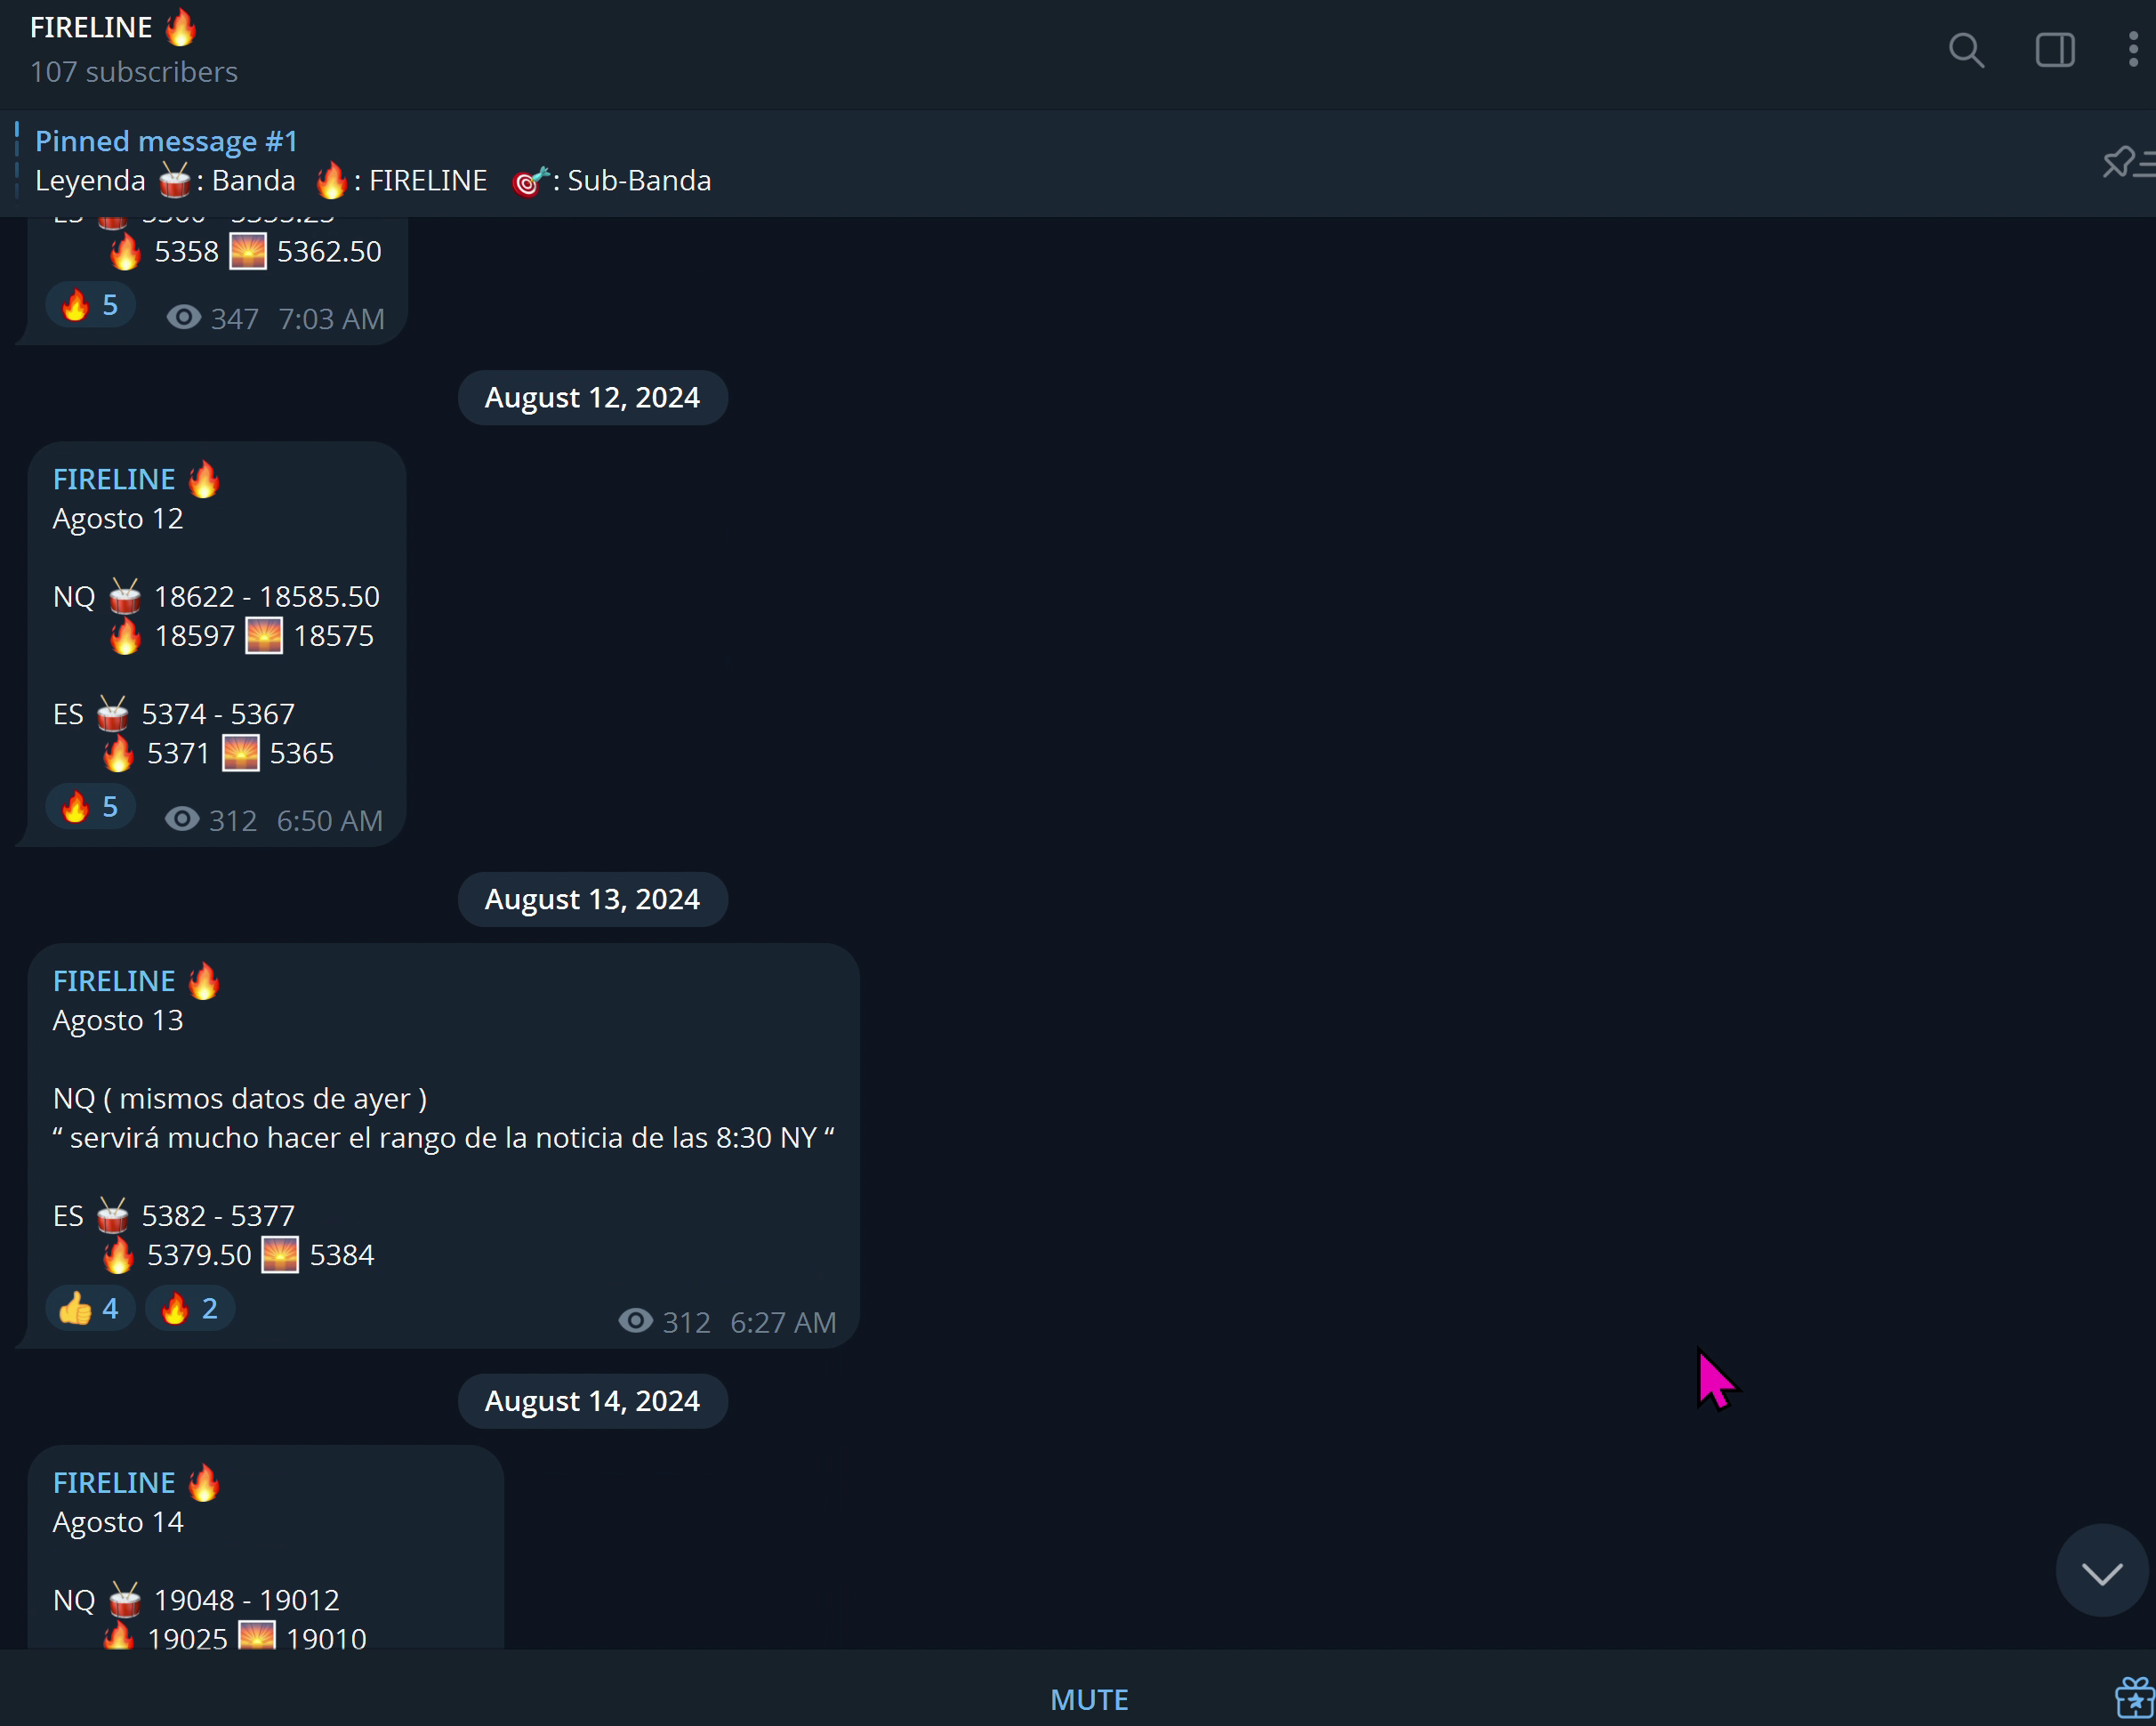 FIRELINE 🔥
107 subscribers
Pinned message #1
Leyenda 🥁: Banda 🔥: FIRELINE 🎯: Sub-Banda
🔥 5358 🌅 5362.50
🔥 5 347 7:03 AM
August 12, 2024
FIRELINE 🔥
Agosto 12
NQ 🥁 18622 - 18585.50
🔥 18597 🌅 18575
ES 🥁 5374 - 5367
🔥 5371 🌅 5365
🔥 5 312 6:50 AM
August 13, 2024
FIRELINE 🔥
Agosto 13
NQ ( mismos datos de ayer )
“ servirá mucho hacer el rango de la noticia de las 8:30 NY “
ES 🥁 5382 - 5377
🔥 5379.50 🌅 5384
👍 4 🔥 2 312 6:27 AM
August 14, 2024
FIRELINE 🔥
Agosto 14
NQ 🥁 19048 - 19012
🔥 19025 🌅 19010
MUTE